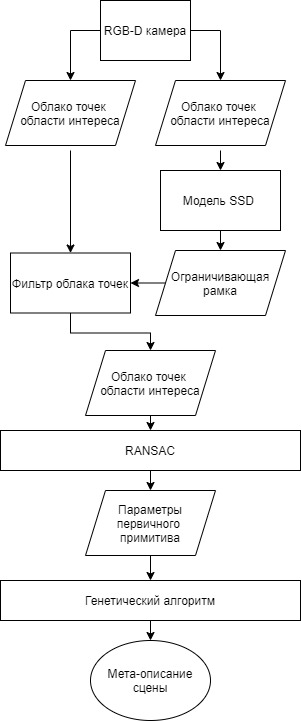 RGB-D камера
Облако точек
области интереса
Облако точек
области интереса
Модель SSD
Фильтр облака точек
Ограничивающая
рамка
Облако точек
области интереса
RANSAC
Параметры
первичного
примитива
Генетический алгоритм
Мета-описание
сцены